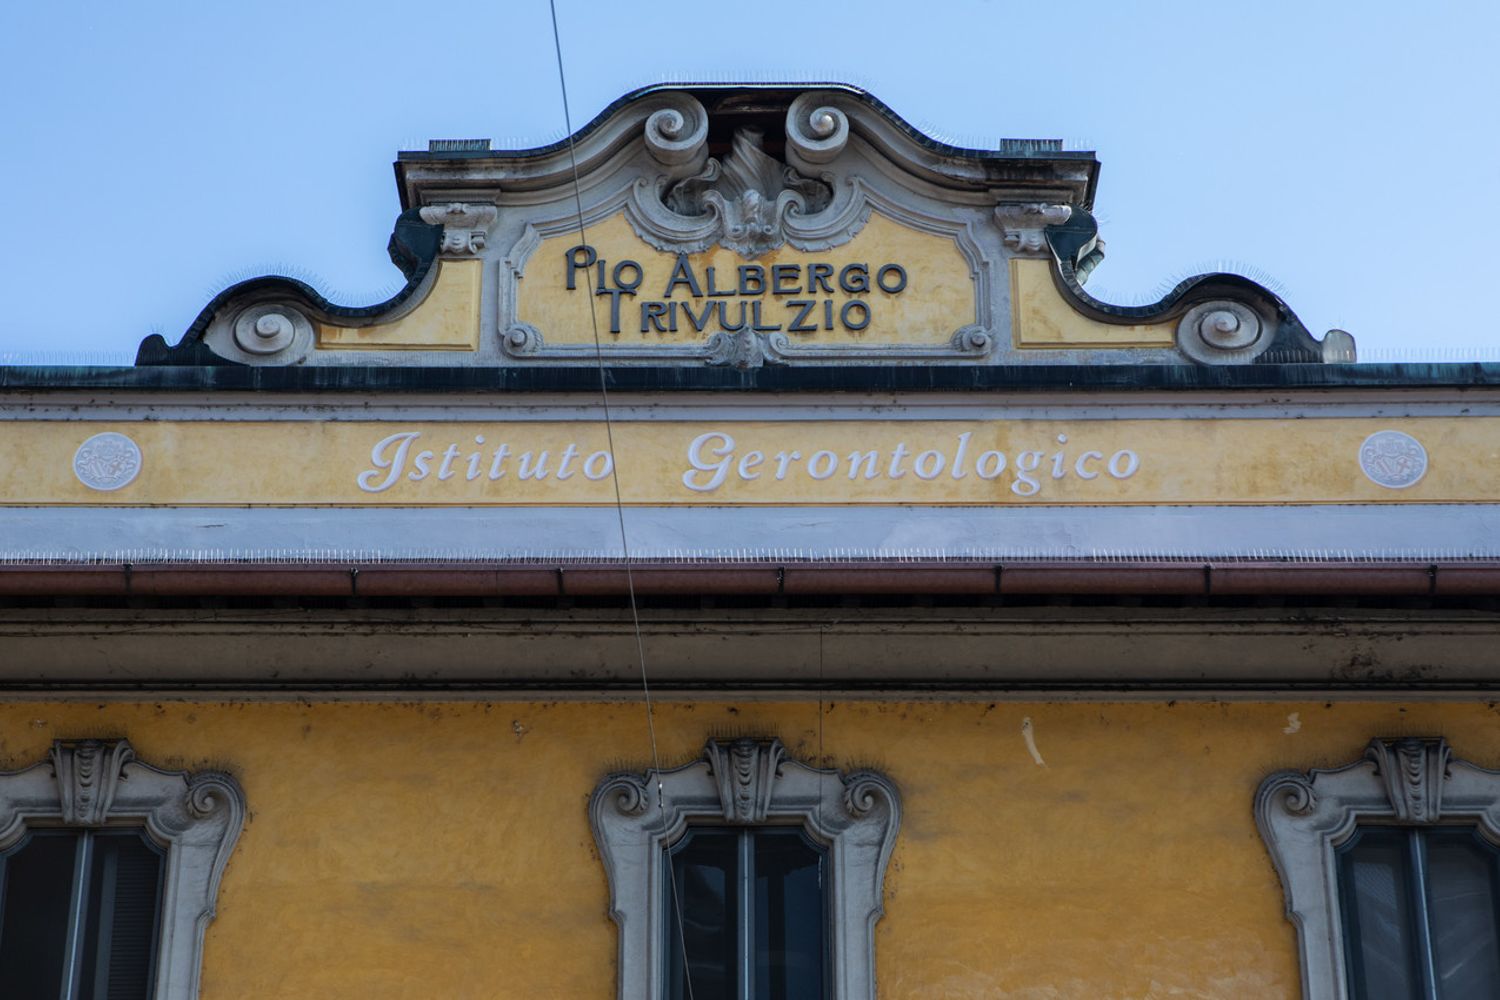 Pio Albergo
Trivulzio
Istituto Gerontologico